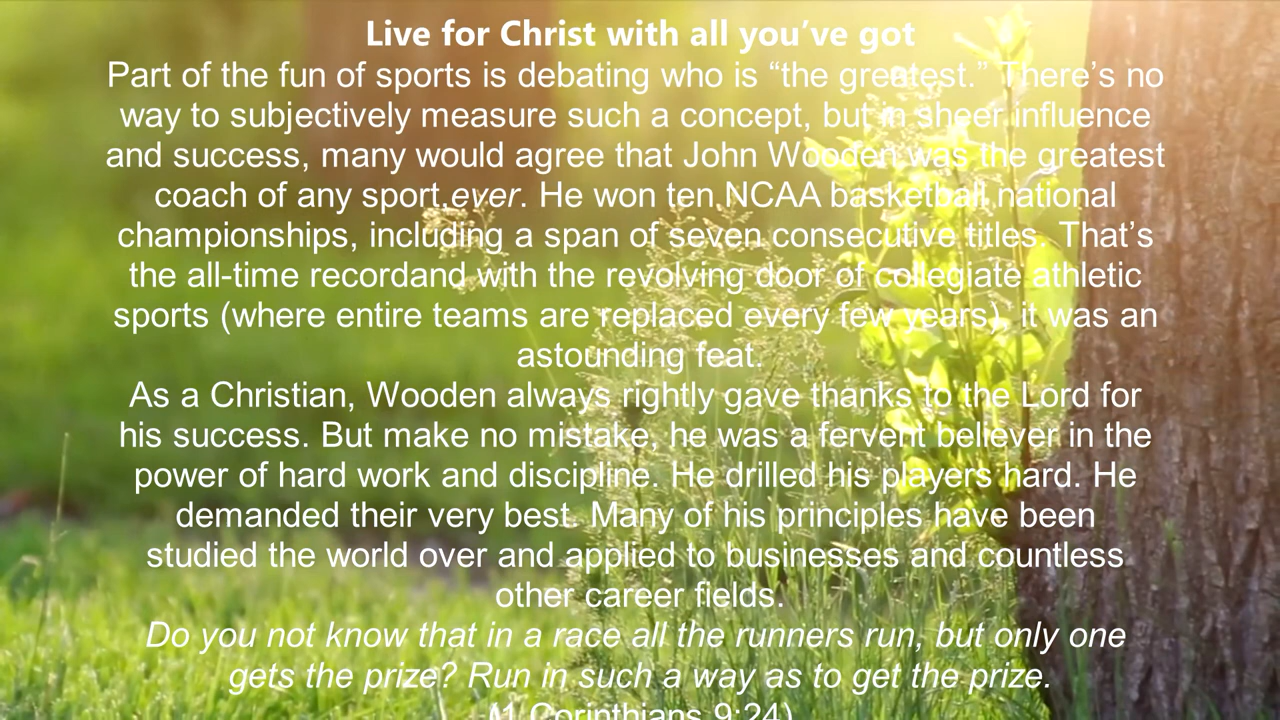 Live for Christ with all you’ve got
Part of the fun of sports is debating who is “the greatest.” There’s no
way to subjectively measure such a concept, but in sheer influence
and success, many would agree that John Wooden was the greatest
coach of any sport,ever. He won ten NCAA basketball national
championships, including a span of seven consecutive titles. That’s
the all-time recordand with the revolving door of collegiate athletic
sports (where entire teams are replaced every few years), it was an
astounding feat.
As a Christian, Wooden always rightly gave thanks to the Lord for
his success. But make no mistake, he was a fervent believer in the
power of hard work and discipline. He drilled his players hard. He
demanded their very best. Many of his principles have been
studied the world over and applied to businesses and countless
other career fields.
Do you not know that in a race all the runners run, but only one
gets the prize? Run in such a way as to get the prize.
(1 Corinthians 9:24)